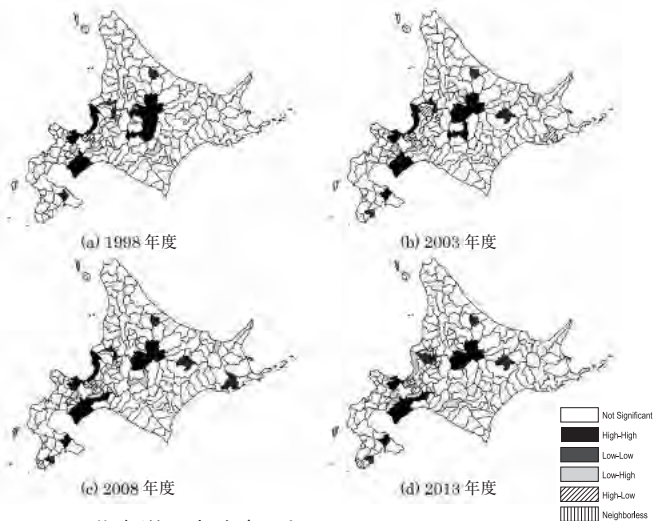 (a) 1998 年度
(b) 2003 年度
(c) 2008 年度
(d) 2013 年度
Not Significant
High-High
Low-Low
Low-High
High-Low
Neighborless